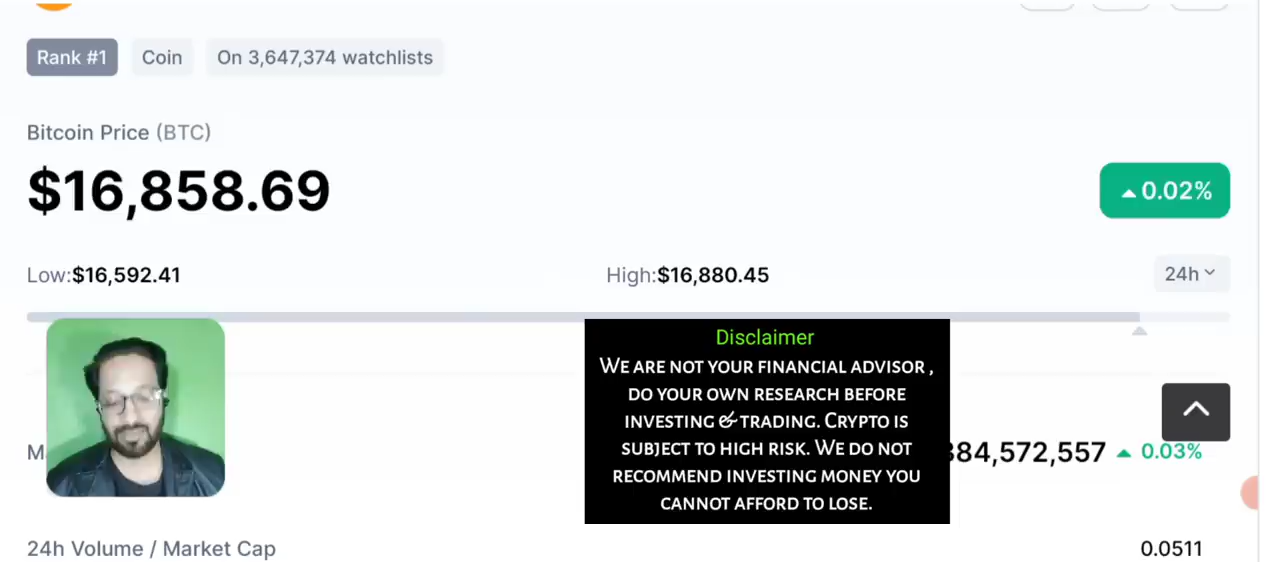 Rank #1 Coin On 3,647,374 watchlists
Bitcoin Price (BTC)
$16,858.69 0.02%
Low:$16,592.41 High:$16,880.45 24h
Disclaimer
WE ARE NOT YOUR FINANCIAL ADVISOR ,
DO YOUR OWN RESEARCH BEFORE
INVESTING & TRADING. CRYPTO IS
SUBJECT TO HIGH RISK. WE DO NOT
RECOMMEND INVESTING MONEY YOU
CANNOT AFFORD TO LOSE.
84,572,557 0.03%
24h Volume / Market Cap 0.0511